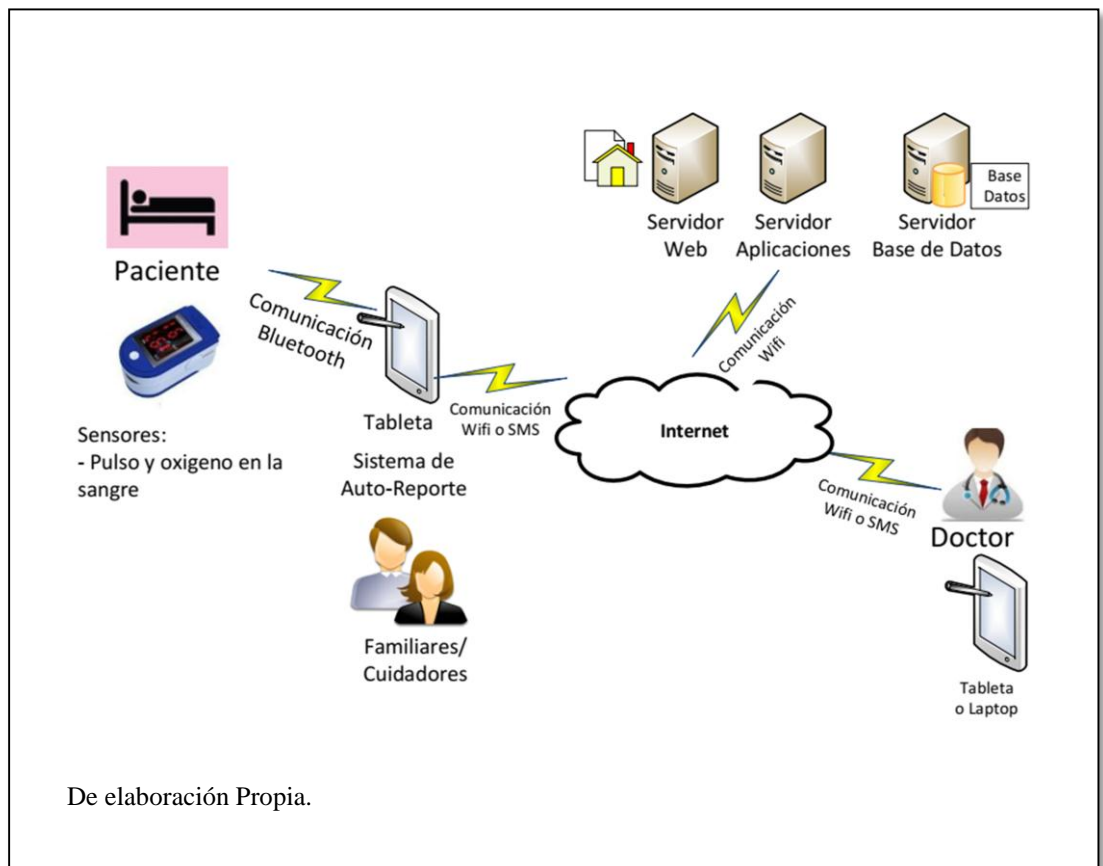 Paciente
Sensores:
- Pulso y oxigeno en la
sangre
Comunicación
Bluetooth
Tableta
Sistema de
Auto-Reporte
Familiares/
Cuidadores
Comunicación
Wifi o SMS
Internet
Servidor
Web
Servidor
Aplicaciones
Base
Datos
Servidor
Base de Datos
Comunicación
Wifi
Comunicación
Wifi o SMS
Doctor
Tableta
o Laptop
De elaboración Propia.